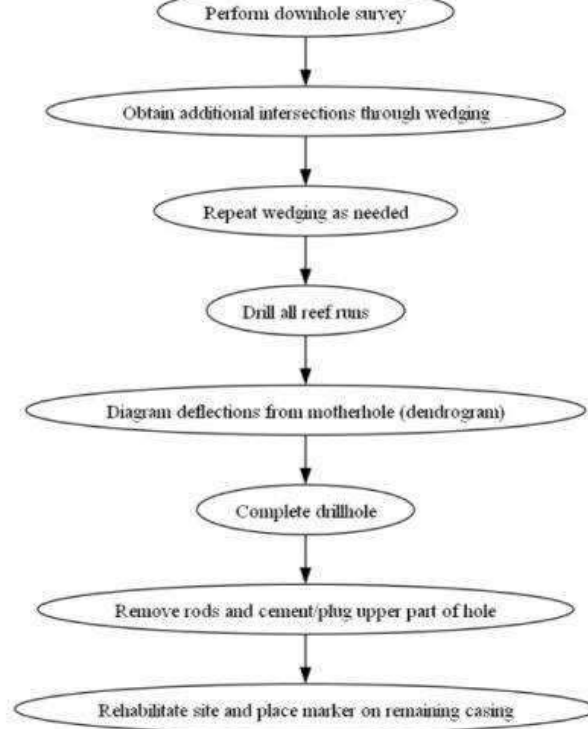 Perform downhole survey
Obtain additional intersections through wedging
Repeat wedging as needed
Drill all reef runs
Diagram deflections from motherhole (dendrogram)
Complete drillhole
Remove rods and cement/plug upper part of hole
Rehabilitate site and place marker on remaining casing